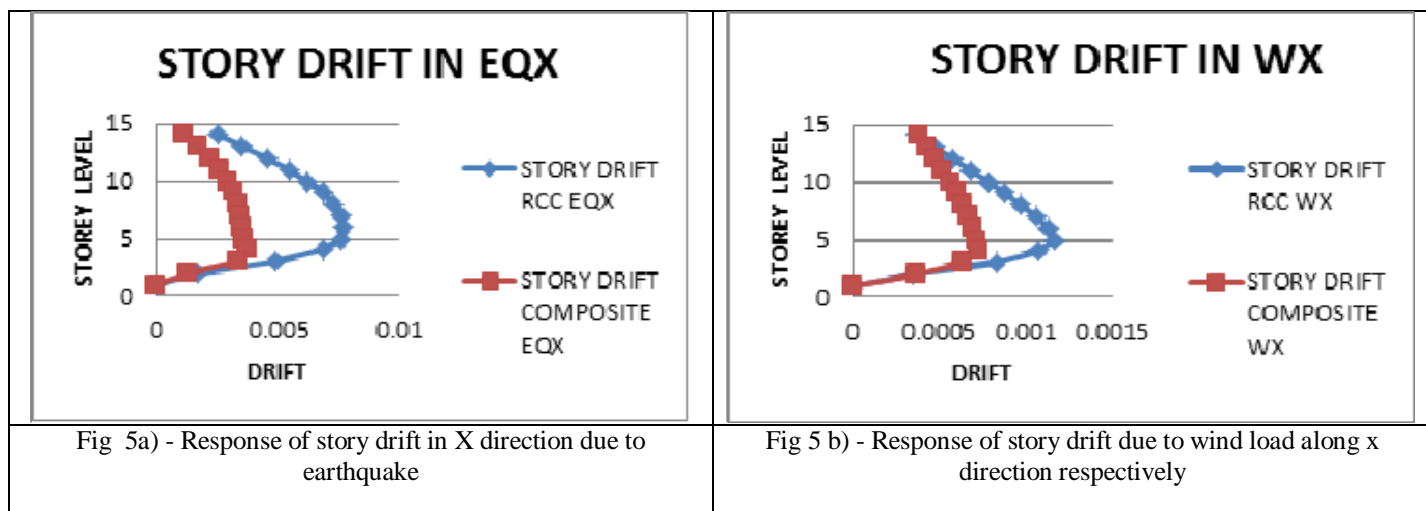 STORY DRIFT IN EQX
STOREY LEVEL
15
10
5
0
0 0.005 0.01
DRIFT
STORY DRIFT
RCC EQX
STORY DRIFT
COMPOSITE
EQX
STORY DRIFT IN WX
STOREY LEVEL
15
10
5
0
0 0.0005 0.001 0.0015
DRIFT
STORY DRIFT
RCC WX
STORY DRIFT
COMPOSITE
WX
Fig 5a) - Response of story drift in X direction due to
earthquake
Fig 5 b) - Response of story drift due to wind load along x
direction respectively